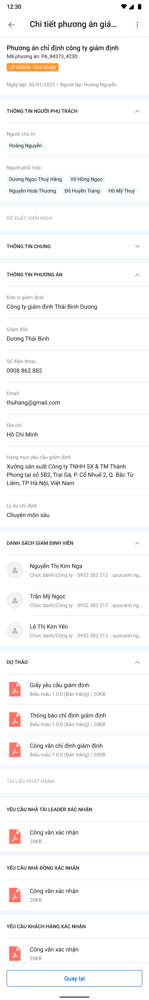 12:30
Chi tiết phương án giá...
Phương án chỉ định công ty giám định
Mã phương án: PA_84373_423D
LĐ GQKN - Chờ duyệt
Ngày lập: 30/01/2023 | Người lập: Hoàng Nguyễn
THÔNG TIN NGƯỜI PHỤ TRÁCH
Người chủ trì
Hoàng Nguyễn
Người phối hợp
Dương Ngọc Thuý Hằng Võ Hồng Ngọc
Nguyễn Hoài Thương Đỗ Huyền Trang Hồ Mỹ Thuý
ĐỀ XUẤT, KIẾN NGHỊ
THÔNG TIN CHUNG
THÔNG TIN PHƯƠNG ÁN
Đơn vị giám định
Công ty giám định Thái Bình Dương
Giám đốc
Dương Thái Bình
Số điện thoại
0908 862 882
Email
thuhang@gmail.com
Địa chỉ
Hồ Chí Minh
Hạng mục yêu cầu giám định
Xưởng sản xuất Công ty TNHH SX & TM Thành
Phong tại số 5B2, Trại Gà, P. Cổ Nhuế 2, Q. Bắc Từ
Liêm, TP Hà Nội, Việt Nam
Lý do chỉ định
Chuyên môn sâu
DANH SÁCH GIÁM ĐỊNH VIÊN
Nguyễn Thị Kim Nga
Chức danh/Công ty | 0932 382 312 | quocanh.ng...
Trần Mỹ Ngọc
Chức danh/Công ty | 0932 382 312 | quocanh.ng...
Lê Thị Kim Yến
Chức danh/Công ty | 0932 382 312 | quocanh.ng...
DỰ THẢO
Giấy yêu cầu giám định
Biểu mẫu 1.0.0 (Bản trắng) | 20KB
Thông báo chỉ định giám định
Biểu mẫu 1.0.0 (Bản trắng) | 20KB
Công văn chỉ định giám định
Biểu mẫu 1.0.0 (Bản trắng) | 20KB
TÀI LIỆU PHÁT HÀNH
YÊU CẦU NHÀ TÁI LEADER XÁC NHẬN
Công văn xác nhận
20KB
YÊU CẦU NHÀ ĐỒNG XÁC NHẬN
Công văn xác nhận
20KB
YÊU CẦU KHÁCH HÀNG XÁC NHẬN
Công văn xác nhận
20KB
Quay lại